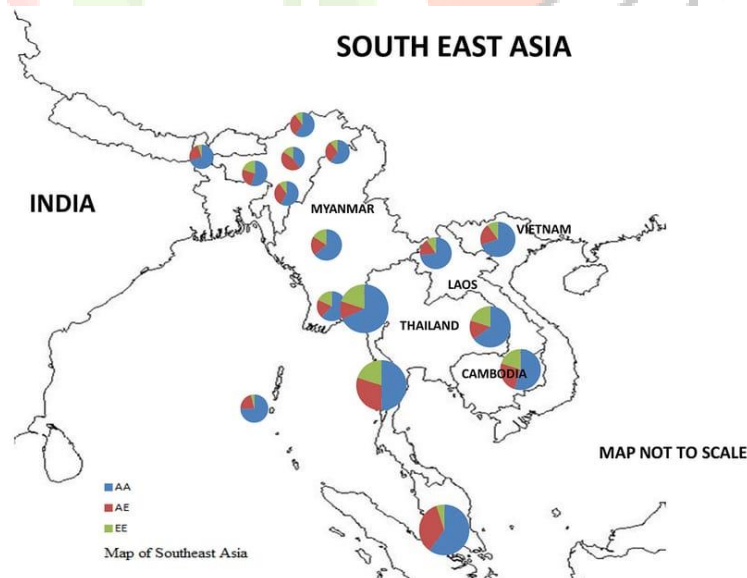 SOUTH EAST ASIA
INDIA
MYANMAR
VIETNAM
LAOS
THAILAND
CAMBODIA
MAP NOT TO SCALE
AA
AE
EE
Map of Southeast Asia